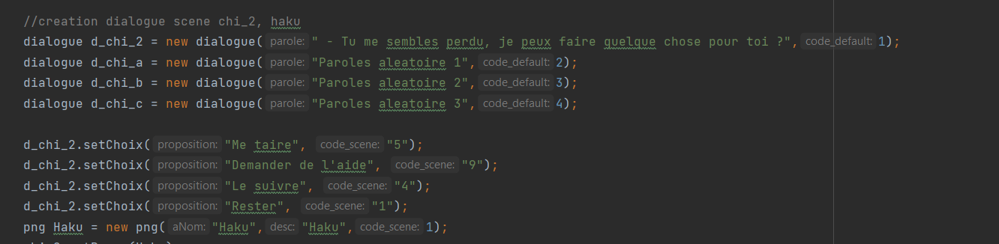 //creation dialogue scene chi_2, haku
dialogue d_chi_2 = new dialogue( parole: " - Tu me sembles perdu, je peux faire quelque chose pour toi ?", code_default: 1);
dialogue d_chi_a = new dialogue( parole: "Paroles aleatoire 1", code_default: 2);
dialogue d_chi_b = new dialogue( parole: "Paroles aleatoire 2", code_default: 3);
dialogue d_chi_c = new dialogue( parole: "Paroles aleatoire 3", code_default: 4);
d_chi_2.setChoix( proposition: "Me taire", code_scene: "5");
d_chi_2.setChoix( proposition: "Demander de l'aide", code_scene: "9");
d_chi_2.setChoix( proposition: "Le suivre", code_scene: "4");
d_chi_2.setChoix( proposition: "Rester", code_scene: "1");
png Haku = new png( aNom: "Haku", desc: "Haku", code_scene: 1);